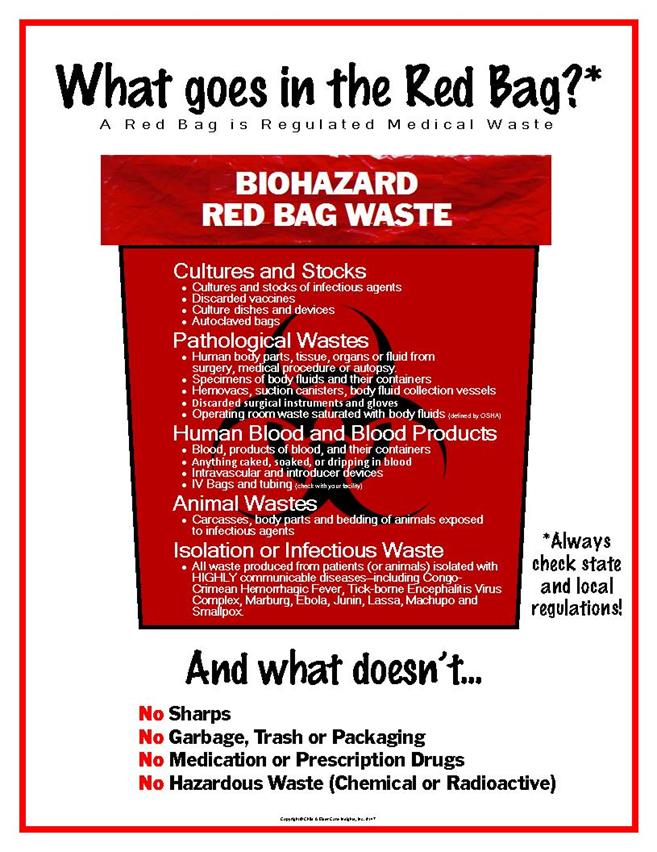 What goes in the Red Bag?*
A Red Bag is Regulated Medical Waste
BIOHAZARD
RED BAG WASTE
Cultures and Stocks
• Cultures and stocks of infectious agents
• Discarded vaccines
• Culture dishes and devices
• Autoclaved bags
Pathological Wastes
• Human body parts, tissue, organs or fluid from
surgery, medical procedure or autopsy.
• Specimens of body fluids and their containers
• Hemovacs, suction canisters, body fluid collection vessels
• Discarded surgical instruments and gloves
• Operating room waste saturated with body fluids (defined by OSHA)
Human Blood and Blood Products
• Blood, products of blood, and their containers
• Anything caked, soaked, or dripping in blood
• Intravascular and introducer devices
• IV Bags and tubing (check with your facility)
Animal Wastes
• Carcasses, body parts and bedding of animals exposed
to infectious agents
Isolation or Infectious Waste
• All waste produced from patients (or animals) isolated with
HIGHLY communicable diseases–including Congo-
Crimean Hemorrhagic Fever, Tick-borne Encephalitis Virus
Complex, Marburg, Ebola, Junin, Lassa, Machupo and
Smallpox.
*Always
check state
and local
regulations!
And what doesn't...
No Sharps
No Garbage, Trash or Packaging
No Medication or Prescription Drugs
No Hazardous Waste (Chemical or Radioactive)